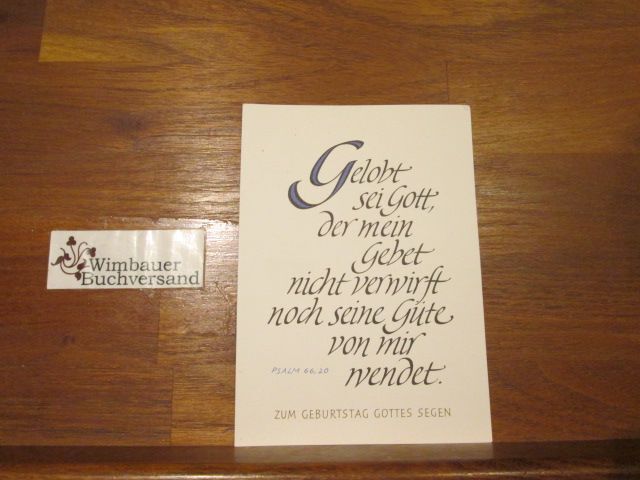 Gelobt
sei Gott,
der mein
Gebet
nicht verwirft
noch seine Güte
von mir
wendet.
PSALM 66,20
ZUM GEBURTSTAG GOTTES SEGEN
Wimbauer
Buchversand